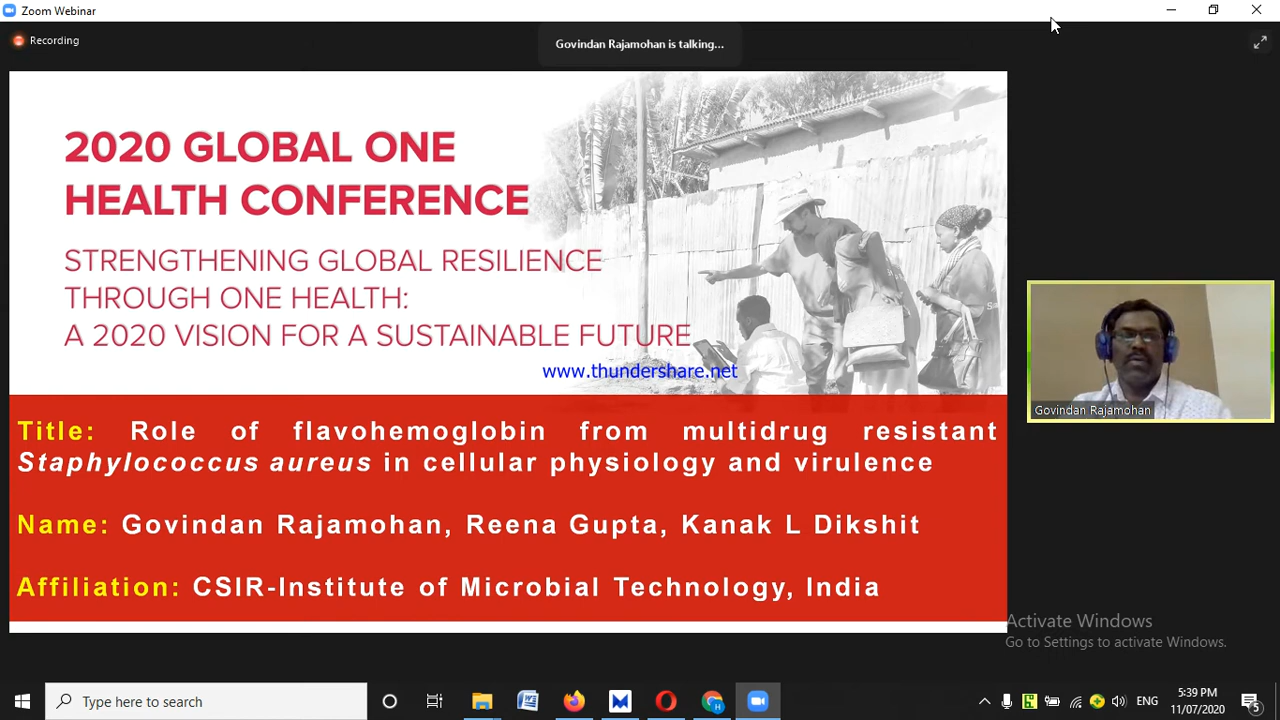 Zoom Webinar
Recording
Govindan Rajamohan is talking...
2020 GLOBAL ONE
HEALTH CONFERENCE
STRENGTHENING GLOBAL RESILIENCE
THROUGH ONE HEALTH:
A 2020 VISION FOR A SUSTAINABLE FUTURE
www.thundershare.net
Title: Role of flavohemoglobin from multidrug resistant
Staphylococcus aureus in cellular physiology and virulence
Name: Govindan Rajamohan, Reena Gupta, Kanak L Dikshit
Affiliation: CSIR-Institute of Microbial Technology, India
Govindan Rajamohan
Activate Windows
Go to Settings to activate Windows.
Type here to search
ENG
5:39 PM
11/07/2020
5